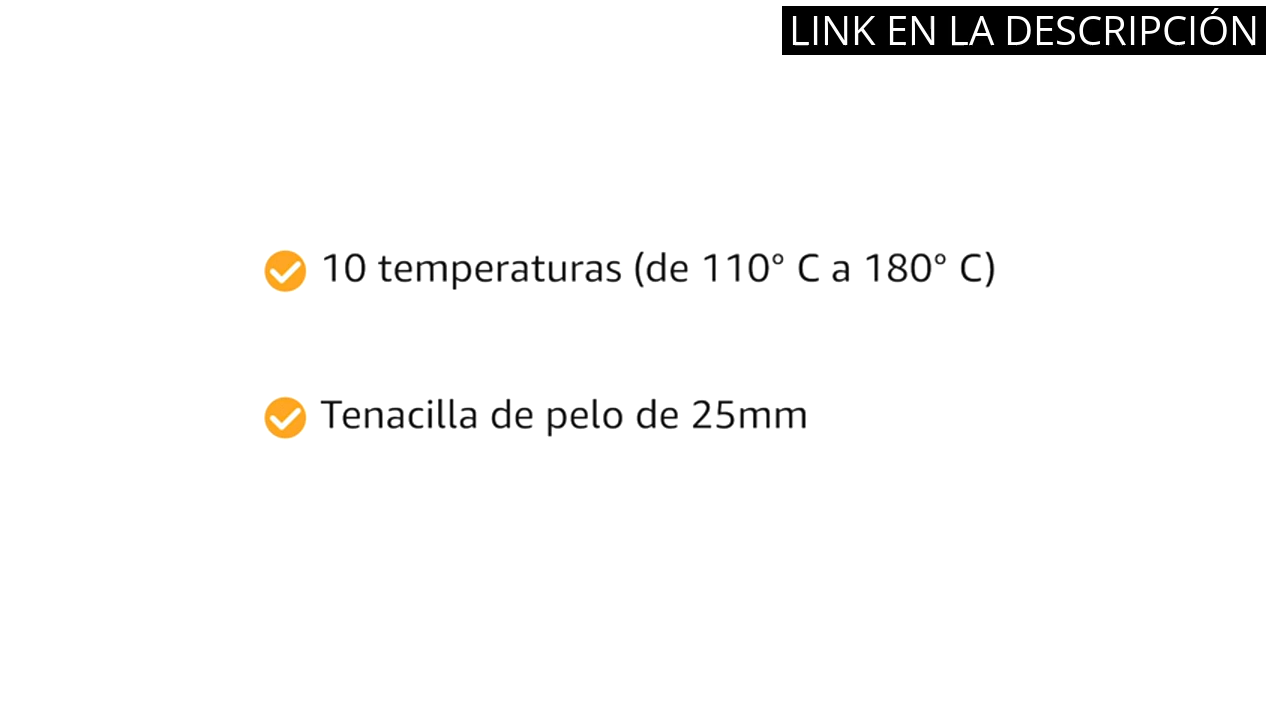 LINK EN LA DESCRIPCIÓN
10 temperaturas (de 110° C a 180° C)
Tenacilla de pelo de 25mm